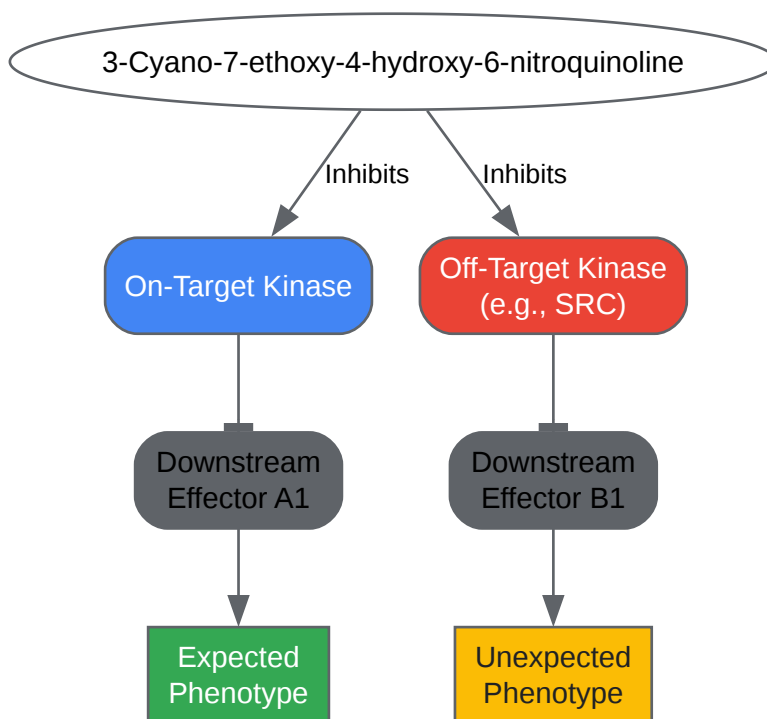 3-Cyano-7-ethoxy-4-hydroxy-6-nitroquinoline
Inhibits
Inhibits
On-Target Kinase
Off-Target Kinase
(e.g., SRC)
Downstream
Effector A1
Downstream
Effector B1
Expected
Phenotype
Unexpected
Phenotype